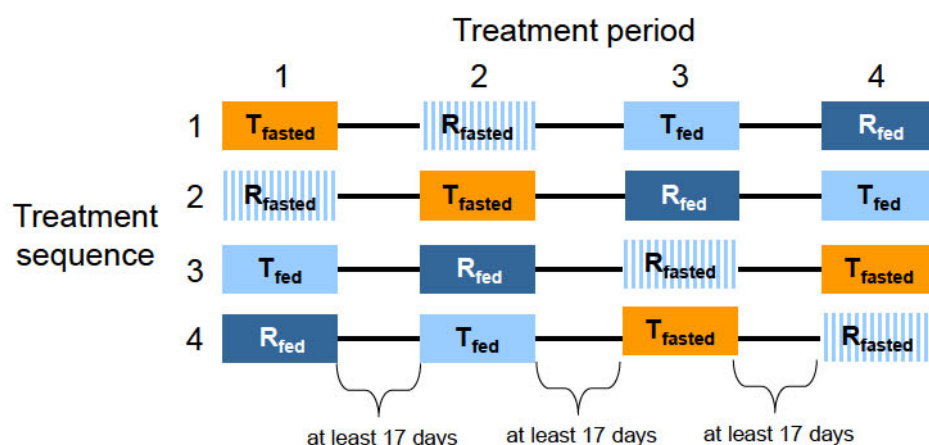 Treatment period
1 2 3 4
1 Tfasted Rfasted Tfed Rfed
2 Rfasted Tfasted Rfed Tfed
Treatment
sequence
3 Tfed Rfed Rfasted Tfasted
4 Rfed Tfed Tfasted Rfasted
at least 17 days at least 17 days at least 17 days